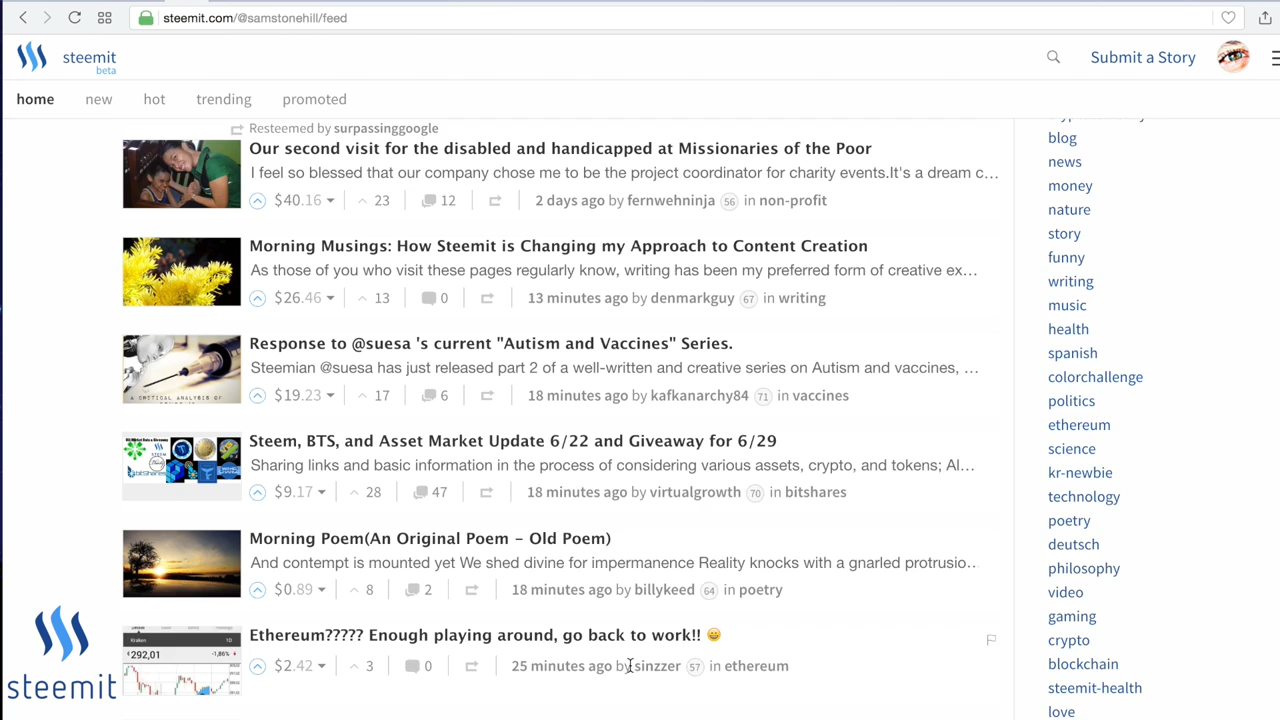 steemit.com/@samstonehill/feed
steemit
beta
Submit a Story
home new hot trending promoted
Resteemed by surpassinggoogle
Our second visit for the disabled and handicapped at Missionaries of the Poor
I feel so blessed that our company chose me to be the project coordinator for charity events.It's a dream c…
$40.16 23 12 2 days ago by fernwehninja 56 in non-profit
Morning Musings: How Steemit is Changing my Approach to Content Creation
As those of you who visit these pages regularly know, writing has been my preferred form of creative ex…
$26.46 13 0 13 minutes ago by denmarkguy 67 in writing
Response to @suesa 's current "Autism and Vaccines" Series.
Steemian @suesa has just released part 2 of a well-written and creative series on Autism and vaccines, …
$19.23 17 6 18 minutes ago by kafkanarchy84 71 in vaccines
A CRITICAL ANALYSIS OF
Steem, BTS, and Asset Market Update 6/22 and Giveaway for 6/29
Sharing links and basic information in the process of considering various assets, crypto, and tokens; Al…
$9.17 28 47 18 minutes ago by virtualgrowth 70 in bitshares
Morning Poem(An Original Poem – Old Poem)
And contempt is mounted yet We shed divine for impermanence Reality knocks with a gnarled protrusio…
$0.89 8 2 18 minutes ago by billykeed 64 in poetry
Ethereum????? Enough playing around, go back to work!! 😀
Kraken 1D
292,01 -1,86%
$2.42 3 0 25 minutes ago by sinzzer 57 in ethereum
steemit
blog
news
money
nature
story
funny
writing
music
health
spanish
colorchallenge
politics
ethereum
science
kr-newbie
technology
poetry
deutsch
philosophy
video
gaming
crypto
blockchain
steemit-health
love